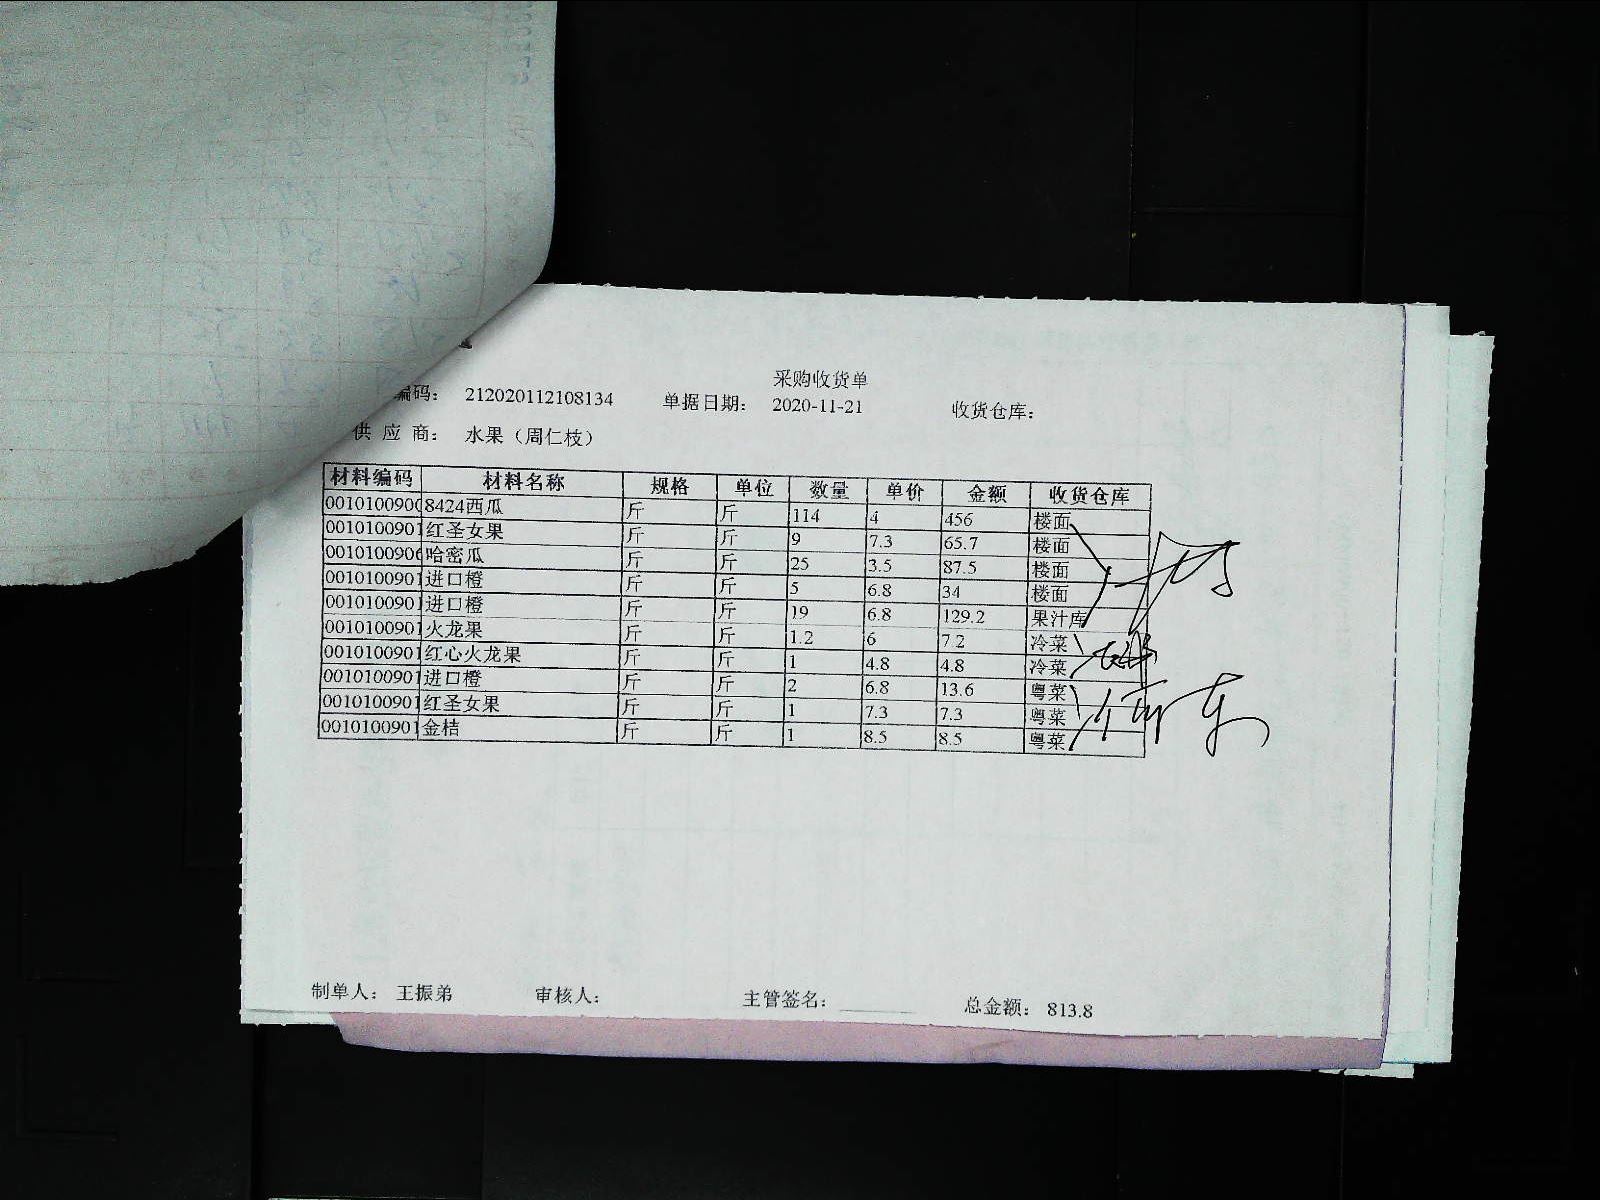 采购收货单
编码： 212020112108134 单据日期： 2020-11-21 收货仓库：
供 应 商： 水果（周仁枝）
材料编码 材料名称 规格 单位 数量 单价 金额 收货仓库
001010090 8424西瓜 斤 斤 114 4 456 楼面
0010100901 红圣女果 斤 斤 9 7.3 65.7 楼面
0010100906 哈密瓜 斤 斤 25 3.5 87.5 楼面
0010100901 进口橙 斤 斤 5 6.8 34 楼面
0010100901 进口橙 斤 斤 19 6.8 129.2 果汁库
0010100901 火龙果 斤 斤 1.2 6 7.2 冷菜
0010100901 红心火龙果 斤 斤 1 4.8 4.8 冷菜
0010100901 进口橙 斤 斤 2 6.8 13.6 粤菜
0010100901 红圣女果 斤 斤 1 7.3 7.3 粤菜
0010100901 金桔 斤 斤 1 8.5 8.5 粤菜
制单人： 王振弟 审核人： 主管签名： 总金额： 813.8